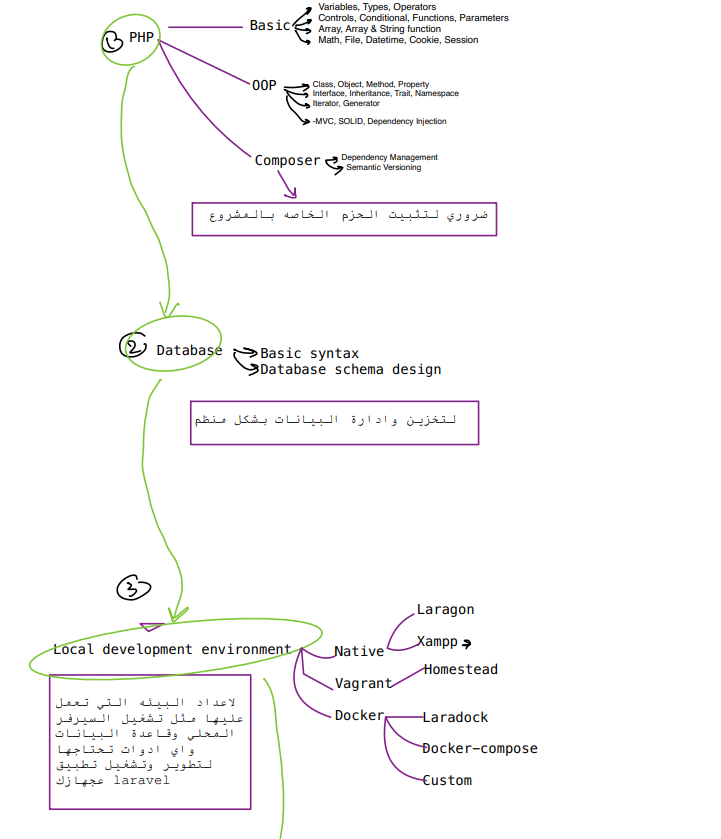 1
PHP
Basic
Variables, Types, Operators
Controls, Conditional, Functions, Parameters
Array, Array & String function
Math, File, Datetime, Cookie, Session
OOP
Class, Object, Method, Property
Interface, Inheritance, Trait, Namespace
Iterator, Generator
-MVC, SOLID, Dependency Injection
Composer
Dependency Management
Semantic Versioning
ضروري لتثبيت الحزم الخاصه بالمشروع
2
Database
Basic syntax
Database schema design
لتخزين وادارة البيانات بشكل منظم
3
Local development environment
Native
Laragon
Xampp
Vagrant
Homestead
Docker
Laradock
Docker-compose
Custom
لاعداد البيئه التي تعمل
عليها مثل تشغيل السيرفر
المحلي وقاعدة البيانات
واي ادوات تحتاجها
لتطوير وتشغيل تطبيق
laravel عجهازك